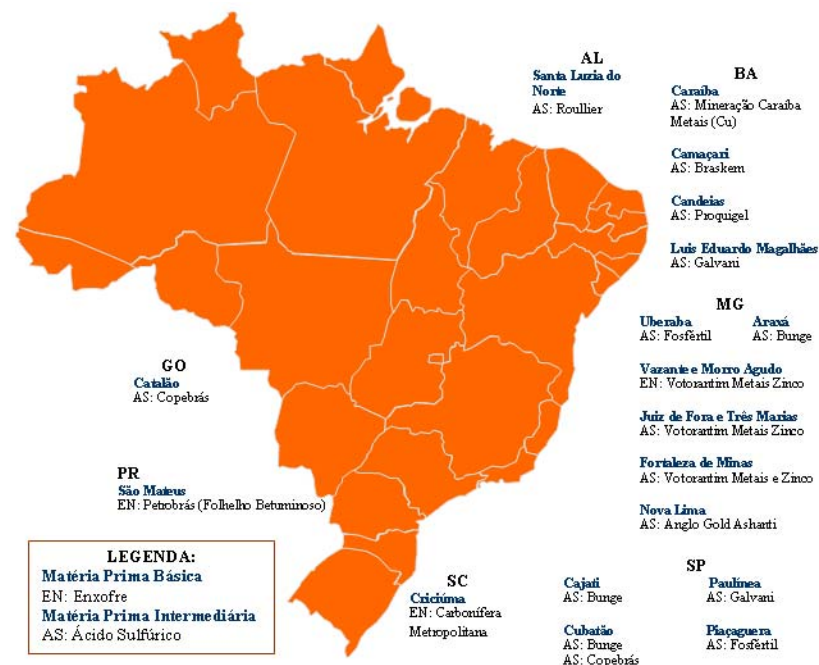 AL
Santa Luzia do
Norte
AS: Roullier
BA
Caraíba
AS: Mineração Caraíba
Metais (Cu)
Camaçari
AS: Braskem
Candeias
AS: Proquigel
Luis Eduardo Magalhães
AS: Galvani
MG
Uberaba
AS: Fosfértil
Araxá
AS: Bunge
Vazante e Morro Agudo
EN: Votorantim Metais Zinco
Juiz de Fora e Três Marias
AS: Votorantim Metais Zinco
Fortaleza de Minas
AS: Votorantim Metais e Zinco
Nova Lima
AS: Anglo Gold Ashanti
GO
Catalão
AS: Copebrás
PR
São Mateus
EN: Petrobrás (Folhelho Betuminoso)
LEGENDA:
Matéria Prima Básica
EN: Enxofre
Matéria Prima Intermediária
AS: Ácido Sulfúrico
SC
Criciúma
EN: Carbonífera
Metropolitana
SP
Cajati
AS: Bunge
Paulínea
AS: Galvani
Cubatão
AS: Bunge
AS: Copebrás
Piaçaguera
AS: Fosfértil